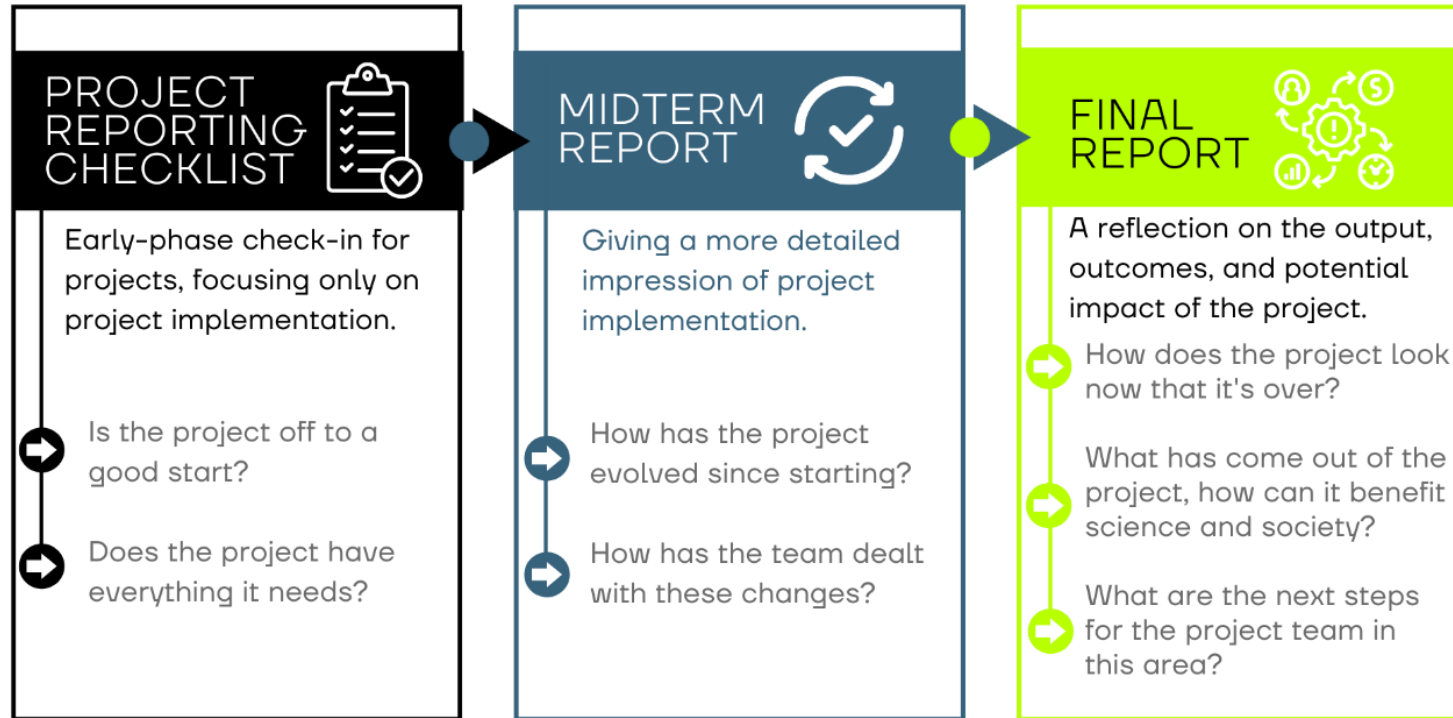 PROJECT
REPORTING
CHECKLIST
Early-phase check-in for
projects, focusing only on
project implementation.
Is the project off to a
good start?
Does the project have
everything it needs?
MIDTERM
REPORT
Giving a more detailed
impression of project
implementation.
How has the project
evolved since starting?
How has the team dealt
with these changes?
FINAL
REPORT
A reflection on the output,
outcomes, and potential
impact of the project.
How does the project look
now that it's over?
What has come out of the
project, how can it benefit
science and society?
What are the next steps
for the project team in
this area?